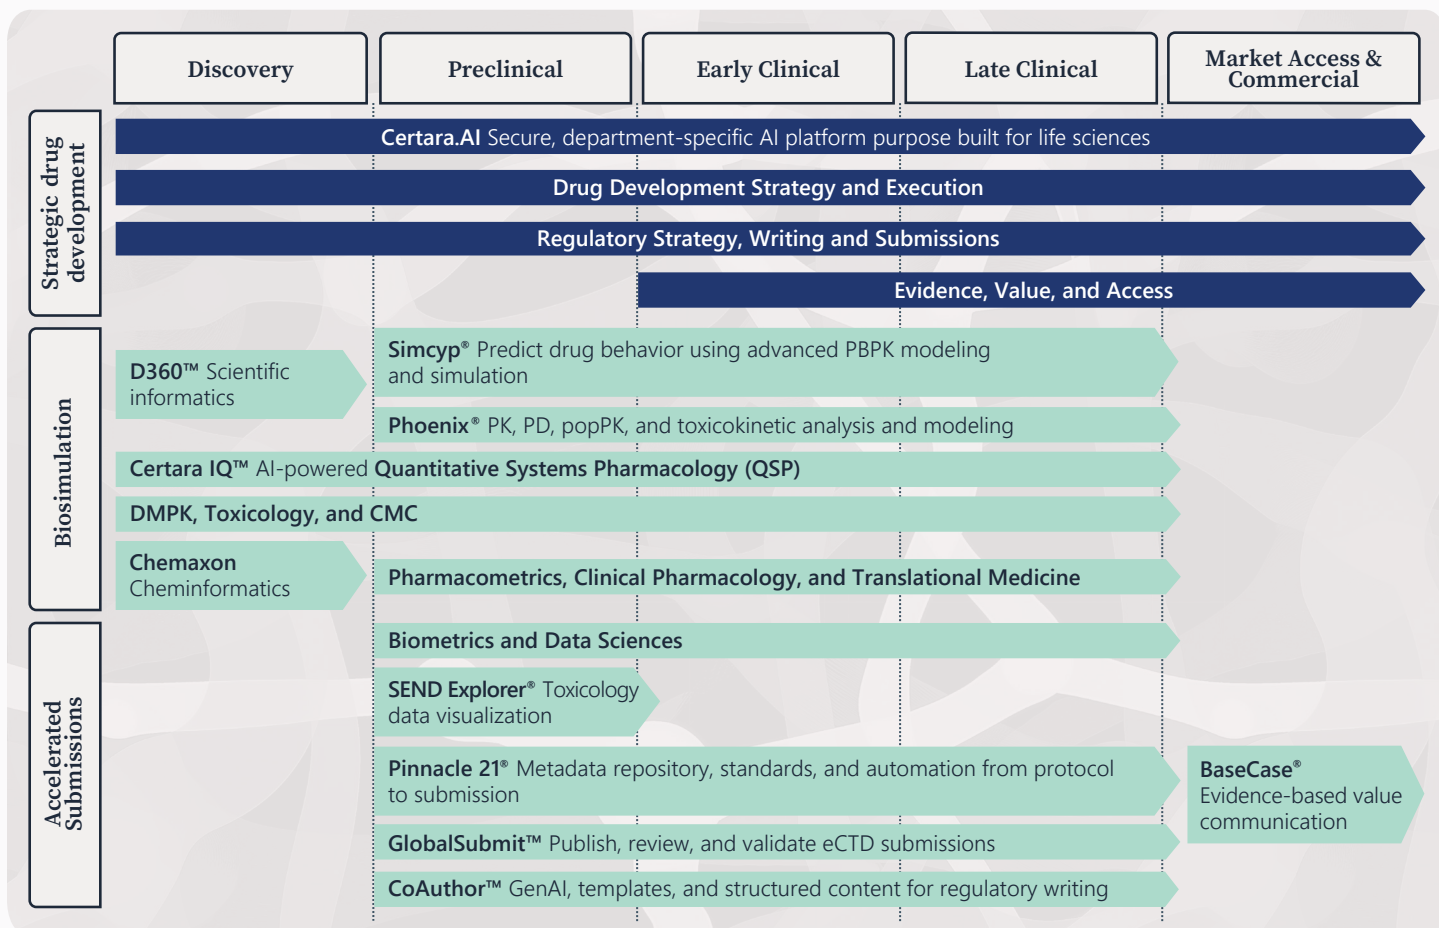 Discovery
Preclinical
Early Clinical
Late Clinical
Market Access &
Commercial
Strategic drug
development
Certara.AI Secure, department-specific AI platform purpose built for life sciences
Drug Development Strategy and Execution
Regulatory Strategy, Writing and Submissions
Evidence, Value, and Access
Biosimulation
D360™ Scientific
informatics
Simcyp® Predict drug behavior using advanced PBPK modeling
and simulation
Phoenix® PK, PD, popPK, and toxicokinetic analysis and modeling
Certara IQ™ AI-powered Quantitative Systems Pharmacology (QSP)
DMPK, Toxicology, and CMC
Chemaxon
Cheminformatics
Pharmacometrics, Clinical Pharmacology, and Translational Medicine
Accelerated
Submissions
Biometrics and Data Sciences
SEND Explorer® Toxicology
data visualization
Pinnacle 21® Metadata repository, standards, and automation from protocol
to submission
BaseCase®
Evidence-based value
communication
GlobalSubmit™ Publish, review, and validate eCTD submissions
CoAuthor™ GenAI, templates, and structured content for regulatory writing